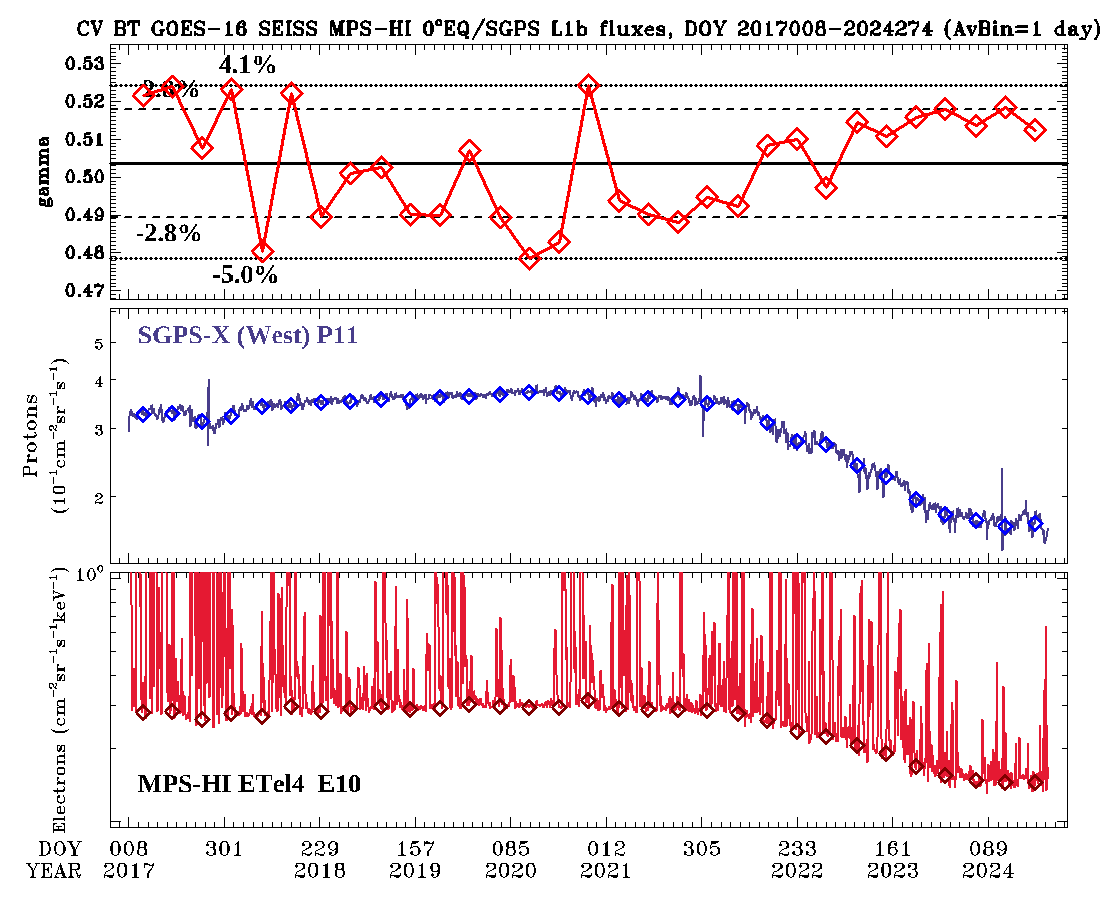 CV BT GOES-16 SEISS MPS-HI 0°EQ/SGPS L1b fluxes, DOY 2017008-2024274 (AvBin=1 day)
4.1%
2.8%
-2.8%
-5.0%
gamma
0.53
0.52
0.51
0.50
0.49
0.48
0.47
SGPS-X (West) P11
Protons
(10⁻¹cm⁻²sr⁻¹s⁻¹)
5
4
3
2
10⁰
Electrons (cm⁻²sr⁻¹s⁻¹keV⁻¹)
MPS-HI ETel4 E10
DOY 008 301 229 157 085 012 305 233 161 089
YEAR 2017 2018 2019 2020 2021 2022 2023 2024